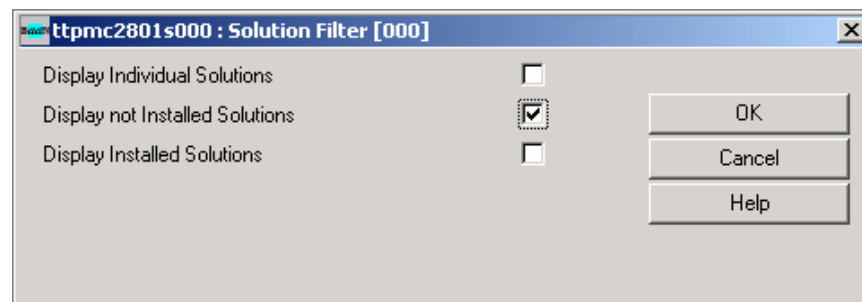 ttpmc2801s000 : Solution Filter [000]
Display Individual Solutions
Display not Installed Solutions
OK
Display Installed Solutions
Cancel
Help